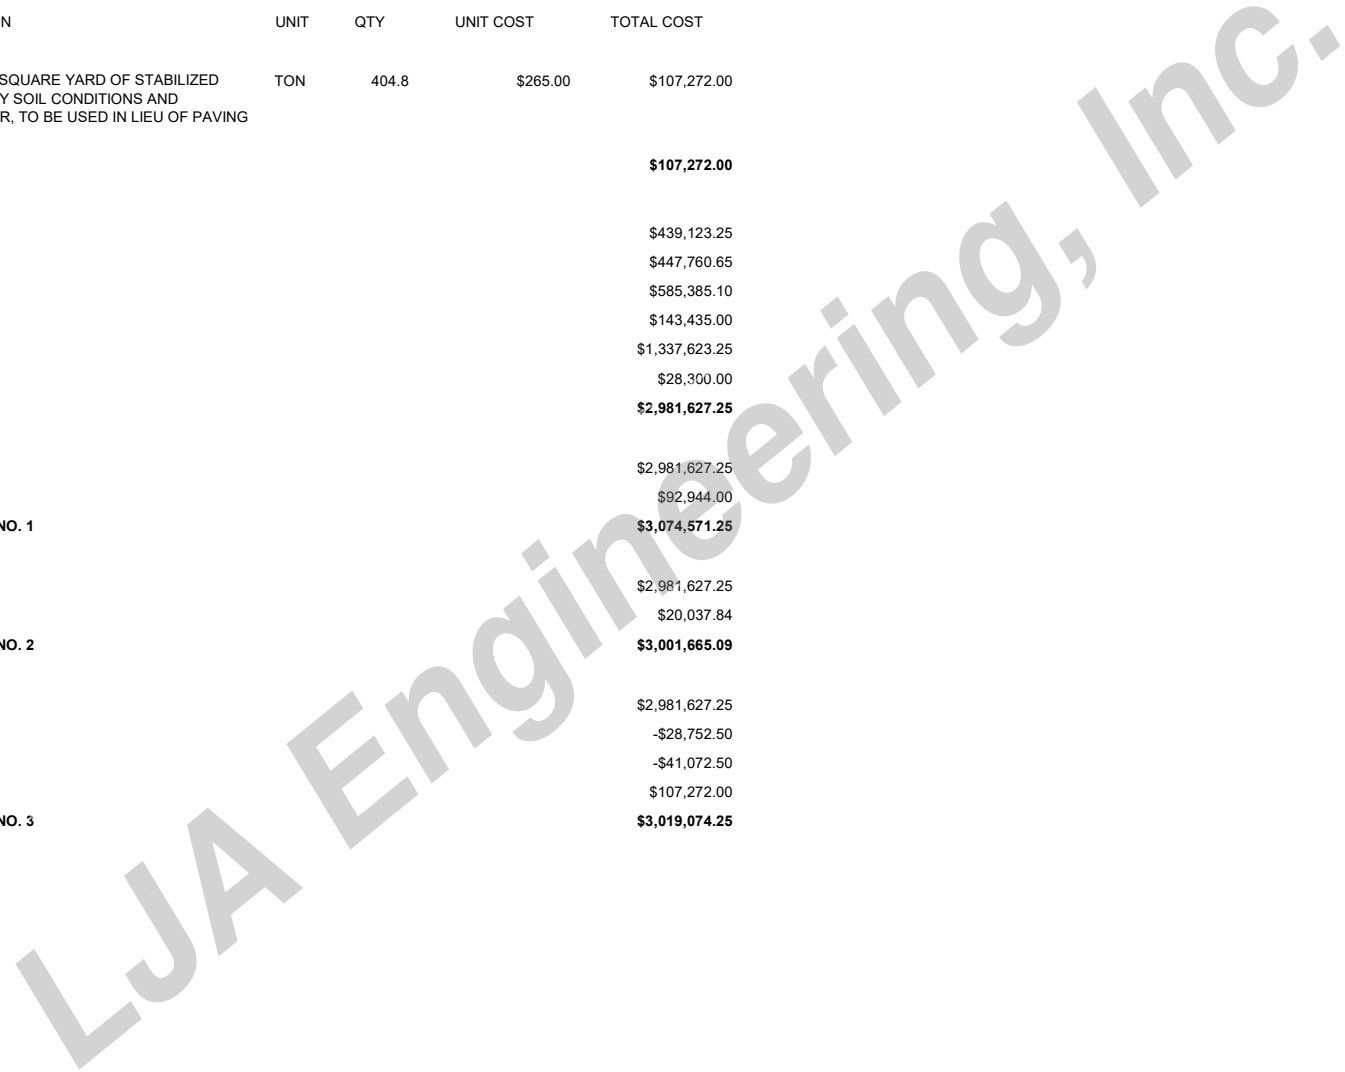 N UNIT QTY UNIT COST TOTAL COST
SQUARE YARD OF STABILIZED TON 404.8 $265.00 $107,272.00
Y SOIL CONDITIONS AND
R, TO BE USED IN LIEU OF PAVING
$107,272.00
$439,123.25
$447,760.65
$585,385.10
$143,435.00
$1,337,623.25
$28,300.00
$2,981,627.25
$2,981,627.25
$92,944.00
NO. 1 $3,074,571.25
$2,981,627.25
$20,037.84
NO. 2 $3,001,665.09
$2,981,627.25
-$28,752.50
-$41,072.50
$107,272.00
NO. 3 $3,019,074.25
LJA Engineering, Inc.